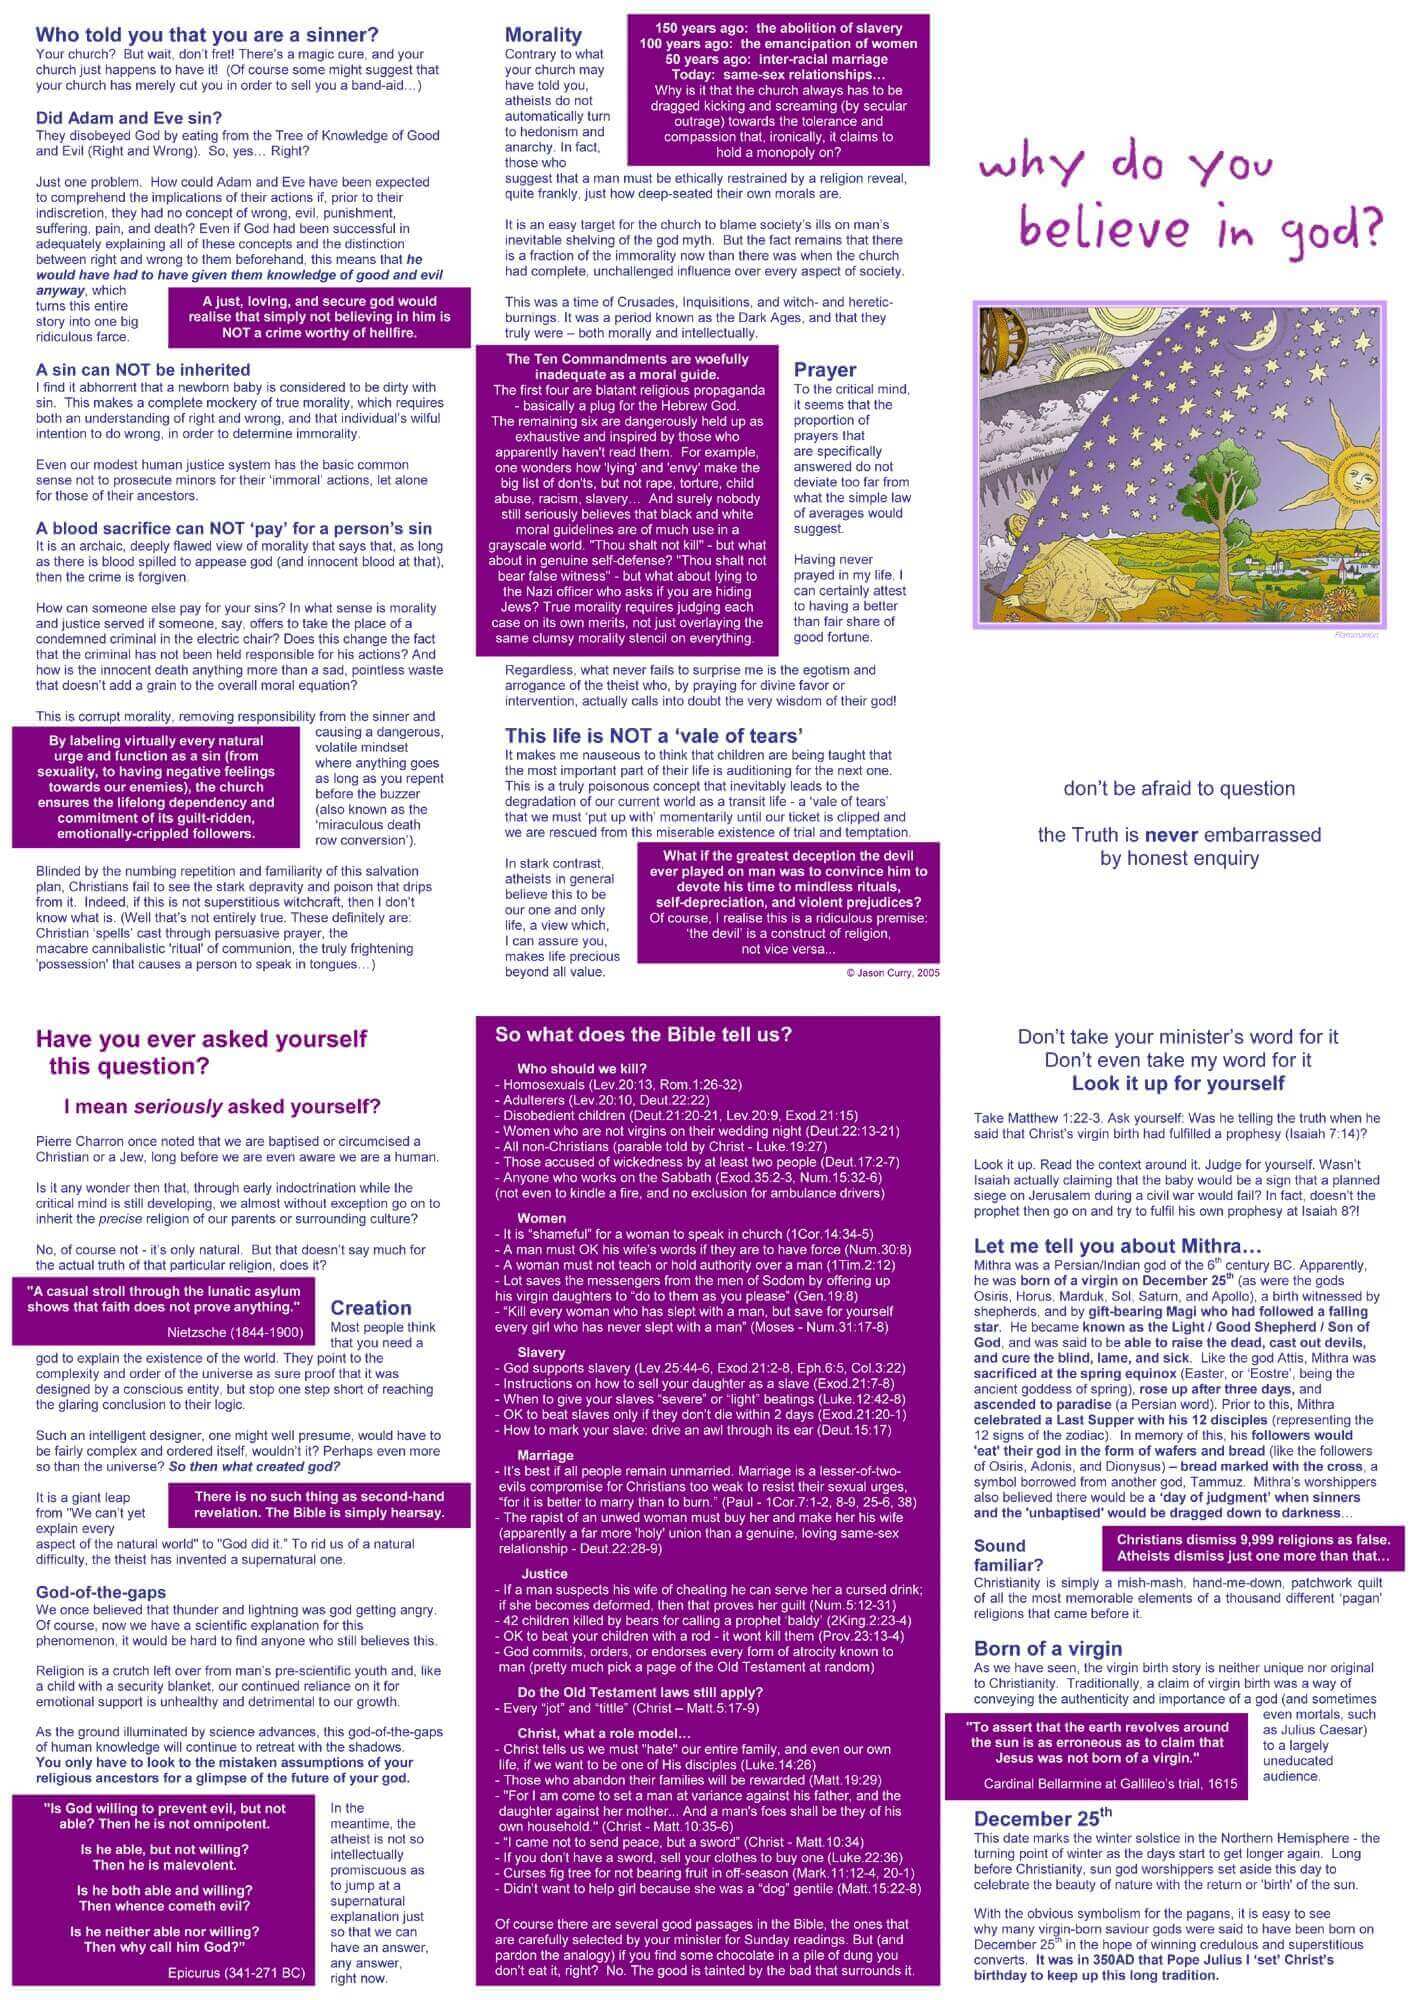 Who told you that you are a sinner?
Your church?  But wait, don't fret! There's a magic cure, and your
church just happens to have it!  (Of course some might suggest that
your church has merely cut you in order to sell you a band-aid…)
Did Adam and Eve sin?
They disobeyed God by eating from the Tree of Knowledge of Good
and Evil (Right and Wrong).  So, yes… Right?
Just one problem.  How could Adam and Eve have been expected
to comprehend the implications of their actions if, prior to their
indiscretion, they had no concept of wrong, evil, punishment,
suffering, pain, and death? Even if God had been successful in
adequately explaining all of these concepts and the distinction
between right and wrong to them beforehand, this means that he
would have had to have given them knowledge of good and evil
anyway, which
turns this entire
story into one big
ridiculous farce.
A just, loving, and secure god would
realise that simply not believing in him is
NOT a crime worthy of hellfire.
A sin can NOT be inherited
I find it abhorrent that a newborn baby is considered to be dirty with
sin.  This makes a complete mockery of true morality, which requires
both an understanding of right and wrong, and that individual's wilful
intention to do wrong, in order to determine immorality.
Even our modest human justice system has the basic common
sense not to prosecute minors for their 'immoral' actions, let alone
for those of their ancestors.
A blood sacrifice can NOT 'pay' for a person's sin
It is an archaic, deeply flawed view of morality that says that, as long
as there is blood spilled to appease god (and innocent blood at that),
then the crime is forgiven.
How can someone else pay for your sins? In what sense is morality
and justice served if someone, say, offers to take the place of a
condemned criminal in the electric chair? Does this change the fact
that the criminal has not been held responsible for his actions? And
how is the innocent death anything more than a sad, pointless waste
that doesn't add a grain to the overall moral equation?
This is corrupt morality, removing responsibility from the sinner and
causing a dangerous,
volatile mindset
where anything goes
as long as you repent
before the buzzer
(also known as the
'miraculous death
row conversion').
By labeling virtually every natural
urge and function as a sin (from
sexuality, to having negative feelings
towards our enemies), the church
ensures the lifelong dependency and
commitment of its guilt-ridden,
emotionally-crippled followers.
Blinded by the numbing repetition and familiarity of this salvation
plan, Christians fail to see the stark depravity and poison that drips
from it.  Indeed, if this is not superstitious witchcraft, then I don't
know what is. (Well that's not entirely true. These definitely are:
Christian 'spells' cast through persuasive prayer, the
macabre cannibalistic 'ritual' of communion, the truly frightening
'possession' that causes a person to speak in tongues…)
Morality
Contrary to what
your church may
have told you,
atheists do not
automatically turn
to hedonism and
anarchy. In fact,
those who
suggest that a man must be ethically restrained by a religion reveal,
quite frankly, just how deep-seated their own morals are.
150 years ago:  the abolition of slavery
100 years ago:  the emancipation of women
50 years ago:  inter-racial marriage
Today:  same-sex relationships…
Why is it that the church always has to be
dragged kicking and screaming (by secular
outrage) towards the tolerance and
compassion that, ironically, it claims to
hold a monopoly on?
It is an easy target for the church to blame society's ills on man's
inevitable shelving of the god myth.  But the fact remains that there
is a fraction of the immorality now than there was when the church
had complete, unchallenged influence over every aspect of society.
This was a time of Crusades, Inquisitions, and witch- and heretic-
burnings. It was a period known as the Dark Ages, and that they
truly were – both morally and intellectually.
The Ten Commandments are woefully
inadequate as a moral guide.
The first four are blatant religious propaganda
- basically a plug for the Hebrew God.
The remaining six are dangerously held up as
exhaustive and inspired by those who
apparently haven't read them.  For example,
one wonders how 'lying' and 'envy' make the
big list of don'ts, but not rape, torture, child
abuse, racism, slavery…  And surely nobody
still seriously believes that black and white
moral guidelines are of much use in a
grayscale world. "Thou shalt not kill" - but what
about in genuine self-defense? "Thou shalt not
bear false witness" - but what about lying to
the Nazi officer who asks if you are hiding
Jews? True morality requires judging each
case on its own merits, not just overlaying the
same clumsy morality stencil on everything.
Prayer
To the critical mind,
it seems that the
proportion of
prayers that
are specifically
answered do not
deviate too far from
what the simple law
of averages would
suggest.
Having never
prayed in my life, I
can certainly attest
to having a better
than fair share of
good fortune.
Regardless, what never fails to surprise me is the egotism and
arrogance of the theist who, by praying for divine favor or
intervention, actually calls into doubt the very wisdom of their god!
This life is NOT a 'vale of tears'
It makes me nauseous to think that children are being taught that
the most important part of their life is auditioning for the next one.
This is a truly poisonous concept that inevitably leads to the
degradation of our current world as a transit life - a 'vale of tears'
that we must 'put up with' momentarily until our ticket is clipped and
we are rescued from this miserable existence of trial and temptation.
In stark contrast,
atheists in general
believe this to be
our one and only
life, a view which,
I can assure you,
makes life precious
beyond all value.
What if the greatest deception the devil
ever played on man was to convince him to
devote his time to mindless rituals,
self-depreciation, and violent prejudices?
Of course, I realise this is a ridiculous premise:
'the devil' is a construct of religion,
not vice versa…
© Jason Curry, 2005
why do you
believe in god?
Flammarion
don't be afraid to question
the Truth is never embarrassed
by honest enquiry
Have you ever asked yourself
this question?
I mean seriously asked yourself?
Pierre Charron once noted that we are baptised or circumcised a
Christian or a Jew, long before we are even aware we are a human.
Is it any wonder then that, through early indoctrination while the
critical mind is still developing, we almost without exception go on to
inherit the precise religion of our parents or surrounding culture?
No, of course not - it's only natural.  But that doesn't say much for
the actual truth of that particular religion, does it?
"A casual stroll through the lunatic asylum
shows that faith does not prove anything."
Nietzsche (1844-1900)
Creation
Most people think
that you need a
god to explain the existence of the world. They point to the
complexity and order of the universe as sure proof that it was
designed by a conscious entity, but stop one step short of reaching
the glaring conclusion to their logic.
Such an intelligent designer, one might well presume, would have to
be fairly complex and ordered itself, wouldn't it? Perhaps even more
so than the universe? So then what created god?
It is a giant leap
from "We can't yet
explain every
aspect of the natural world" to "God did it." To rid us of a natural
difficulty, the theist has invented a supernatural one.
There is no such thing as second-hand
revelation. The Bible is simply hearsay.
God-of-the-gaps
We once believed that thunder and lightning was god getting angry.
Of course, now we have a scientific explanation for this
phenomenon, it would be hard to find anyone who still believes this.
Religion is a crutch left over from man's pre-scientific youth and, like
a child with a security blanket, our continued reliance on it for
emotional support is unhealthy and detrimental to our growth.
As the ground illuminated by science advances, this god-of-the-gaps
of human knowledge will continue to retreat with the shadows.
You only have to look to the mistaken assumptions of your
religious ancestors for a glimpse of the future of your god.
"Is God willing to prevent evil, but not
able? Then he is not omnipotent.
Is he able, but not willing?
Then he is malevolent.
Is he both able and willing?
Then whence cometh evil?
Is he neither able nor willing?
Then why call him God?"
Epicurus (341-271 BC)
In the
meantime, the
atheist is not so
intellectually
promiscuous as
to jump at a
supernatural
explanation just
so that we can
have an answer,
any answer,
right now.
So what does the Bible tell us?
Who should we kill?
- Homosexuals (Lev.20:13, Rom.1:26-32)
- Adulterers (Lev.20:10, Deut.22:22)
- Disobedient children (Deut.21:20-21, Lev.20:9, Exod.21:15)
- Women who are not virgins on their wedding night (Deut.22:13-21)
- All non-Christians (parable told by Christ - Luke.19:27)
- Those accused of wickedness by at least two people (Deut.17:2-7)
- Anyone who works on the Sabbath (Exod.35:2-3, Num.15:32-6)
(not even to kindle a fire, and no exclusion for ambulance drivers)
Women
- It is "shameful" for a woman to speak in church (1Cor.14:34-5)
- A man must OK his wife's words if they are to have force (Num.30:8)
- A woman must not teach or hold authority over a man (1Tim.2:12)
- Lot saves the messengers from the men of Sodom by offering up
his virgin daughters to "do to them as you please" (Gen.19:8)
- "Kill every woman who has slept with a man, but save for yourself
every girl who has never slept with a man" (Moses - Num.31:17-8)
Slavery
- God supports slavery (Lev.25:44-6, Exod.21:2-8, Eph.6:5, Col.3:22)
- Instructions on how to sell your daughter as a slave (Exod.21:7-8)
- When to give your slaves "severe" or "light" beatings (Luke.12:42-8)
- OK to beat slaves only if they don't die within 2 days (Exod.21:20-1)
- How to mark your slave: drive an awl through its ear (Deut.15:17)
Marriage
- It's best if all people remain unmarried. Marriage is a lesser-of-two-
evils compromise for Christians too weak to resist their sexual urges,
"for it is better to marry than to burn." (Paul - 1Cor.7:1-2, 8-9, 25-6, 38)
- The rapist of an unwed woman must buy her and make her his wife
(apparently a far more 'holy' union than a genuine, loving same-sex
relationship - Deut.22:28-9)
Justice
- If a man suspects his wife of cheating he can serve her a cursed drink;
if she becomes deformed, then that proves her guilt (Num.5:12-31)
- 42 children killed by bears for calling a prophet 'baldy' (2King.2:23-4)
- OK to beat your children with a rod - it wont kill them (Prov.23:13-4)
- God commits, orders, or endorses every form of atrocity known to
man (pretty much pick a page of the Old Testament at random)
Do the Old Testament laws still apply?
- Every "jot" and "tittle" (Christ – Matt.5:17-9)
Christ, what a role model…
- Christ tells us we must "hate" our entire family, and even our own
life, if we want to be one of His disciples (Luke.14:26)
- Those who abandon their families will be rewarded (Matt.19:29)
- "For I am come to set a man at variance against his father, and the
daughter against her mother... And a man's foes shall be they of his
own household." (Christ - Matt.10:35-6)
- "I came not to send peace, but a sword" (Christ - Matt.10:34)
- If you don't have a sword, sell your clothes to buy one (Luke.22:36)
- Curses fig tree for not bearing fruit in off-season (Mark.11:12-4, 20-1)
- Didn't want to help girl because she was a "dog" gentile (Matt.15:22-8)
Of course there are several good passages in the Bible, the ones that
are carefully selected by your minister for Sunday readings. But (and
pardon the analogy) if you find some chocolate in a pile of dung you
don't eat it, right?  No. The good is tainted by the bad that surrounds it.
Don't take your minister's word for it
Don't even take my word for it
Look it up for yourself
Take Matthew 1:22-3. Ask yourself: Was he telling the truth when he
said that Christ's virgin birth had fulfilled a prophesy (Isaiah 7:14)?
Look it up. Read the context around it. Judge for yourself. Wasn't
Isaiah actually claiming that the baby would be a sign that a planned
siege on Jerusalem during a civil war would fail? In fact, doesn't the
prophet then go on and try to fulfil his own prophesy at Isaiah 8?!
Let me tell you about Mithra…
Mithra was a Persian/Indian god of the 6th century BC. Apparently,
he was born of a virgin on December 25th (as were the gods
Osiris, Horus, Marduk, Sol, Saturn, and Apollo), a birth witnessed by
shepherds, and by gift-bearing Magi who had followed a falling
star.  He became known as the Light / Good Shepherd / Son of
God, and was said to be able to raise the dead, cast out devils,
and cure the blind, lame, and sick.  Like the god Attis, Mithra was
sacrificed at the spring equinox (Easter, or 'Eostre', being the
ancient goddess of spring), rose up after three days, and
ascended to paradise (a Persian word). Prior to this, Mithra
celebrated a Last Supper with his 12 disciples (representing the
12 signs of the zodiac).  In memory of this, his followers would
'eat' their god in the form of wafers and bread (like the followers
of Osiris, Adonis, and Dionysus) – bread marked with the cross, a
symbol borrowed from another god, Tammuz.  Mithra's worshippers
also believed there would be a 'day of judgment' when sinners
and the 'unbaptised' would be dragged down to darkness…
Sound
familiar?
Christians dismiss 9,999 religions as false.
Atheists dismiss just one more than that…
Christianity is simply a mish-mash, hand-me-down, patchwork quilt
of all the most memorable elements of a thousand different 'pagan'
religions that came before it.
Born of a virgin
As we have seen, the virgin birth story is neither unique nor original
to Christianity.  Traditionally, a claim of virgin birth was a way of
conveying the authenticity and importance of a god (and sometimes
even mortals, such
as Julius Caesar)
to a largely
uneducated
audience.
"To assert that the earth revolves around
the sun is as erroneous as to claim that
Jesus was not born of a virgin."
Cardinal Bellarmine at Gallileo's trial, 1615
December 25th
This date marks the winter solstice in the Northern Hemisphere - the
turning point of winter as the days start to get longer again.  Long
before Christianity, sun god worshippers set aside this day to
celebrate the beauty of nature with the return or 'birth' of the sun.
With the obvious symbolism for the pagans, it is easy to see
why many virgin-born saviour gods were said to have been born on
December 25th in the hope of winning credulous and superstitious
converts.  It was in 350AD that Pope Julius I 'set' Christ's
birthday to keep up this long tradition.